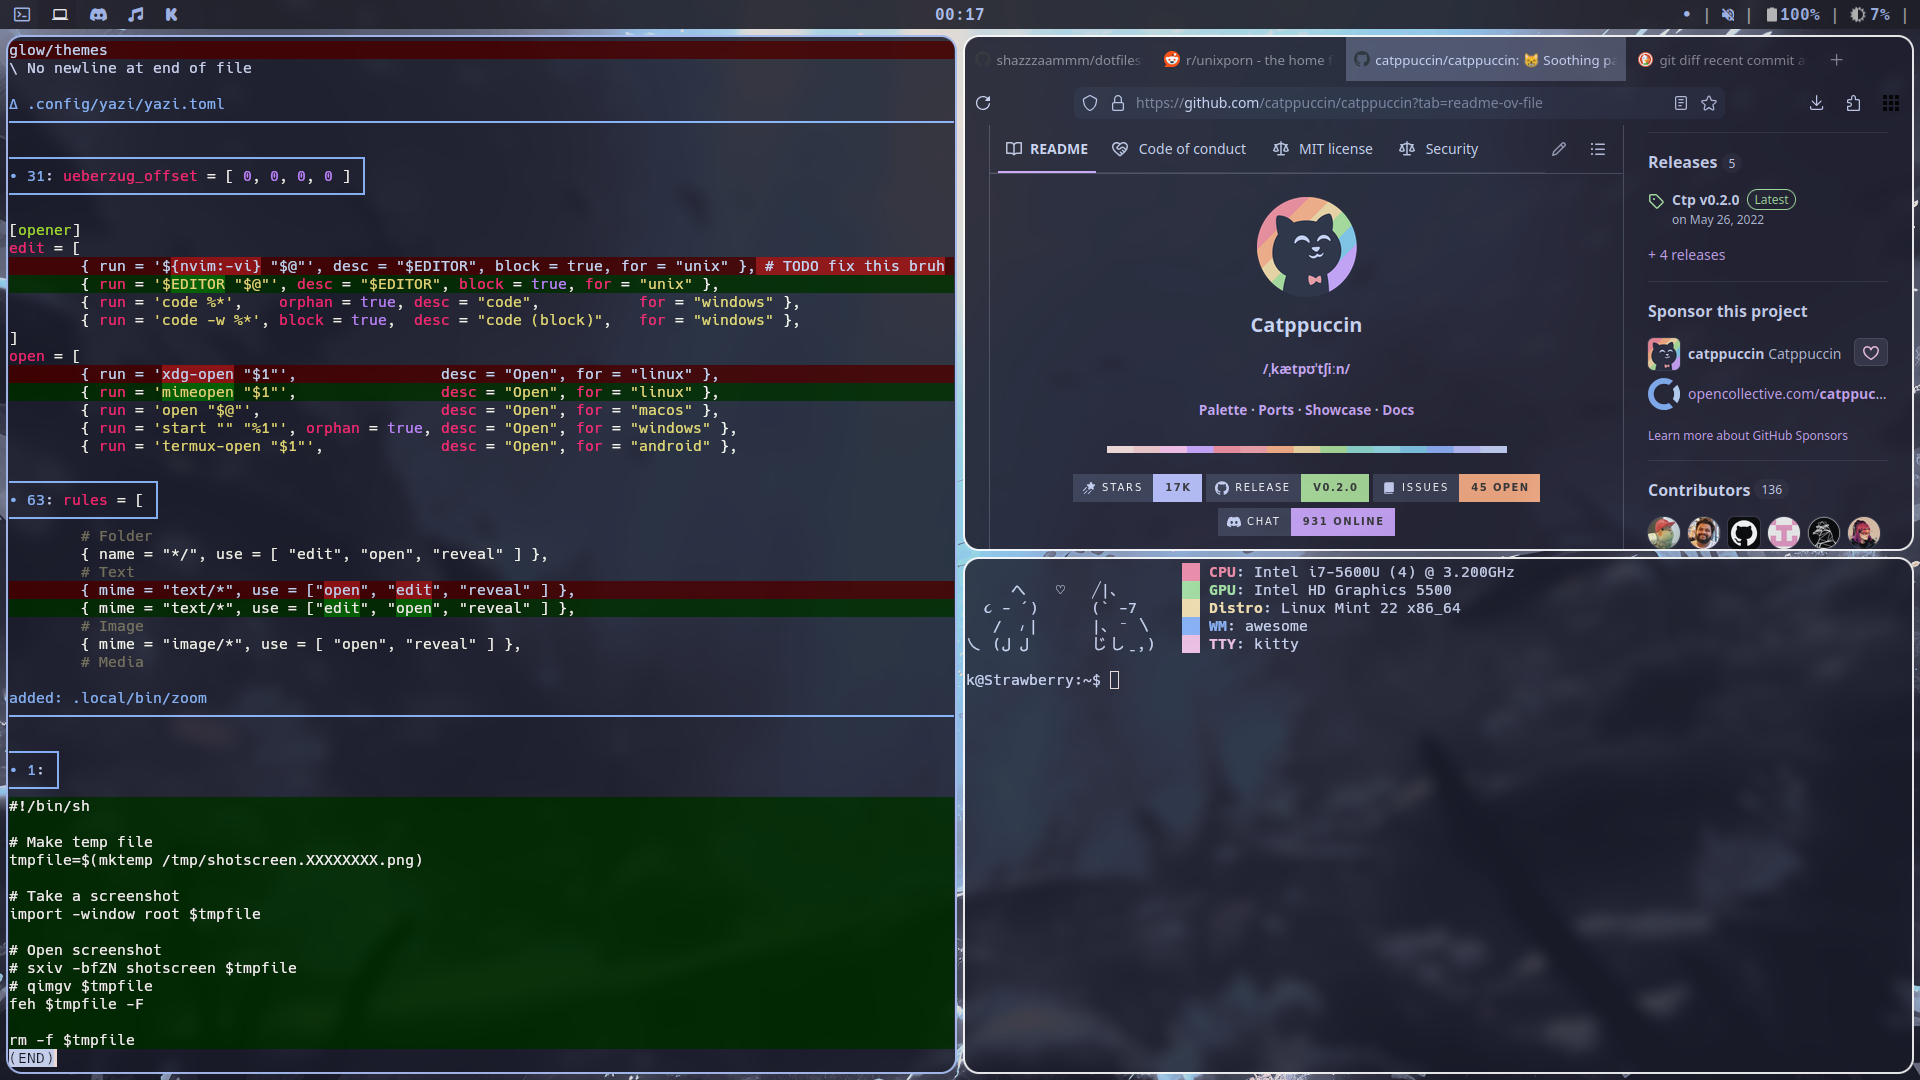 00:17
100%
7%
glow/themes
\ No newline at end of file
Δ .config/yazi/yazi.toml
• 31: ueberzug_offset = [ 0, 0, 0, 0 ]
[opener]
edit = [
{ run = '${nvim:-vi} "$@"', desc = "$EDITOR", block = true, for = "unix" }, # TODO fix this bruh
{ run = '$EDITOR "$@"', desc = "$EDITOR", block = true, for = "unix" },
{ run = 'code %*',    orphan = true, desc = "code",           for = "windows" },
{ run = 'code -w %*', block = true,  desc = "code (block)",   for = "windows" },
]
open = [
{ run = 'xdg-open "$1"',                desc = "Open", for = "linux" },
{ run = 'mimeopen "$1"',                desc = "Open", for = "linux" },
{ run = 'open "$@"',                    desc = "Open", for = "macos" },
{ run = 'start "" "%1"', orphan = true, desc = "Open", for = "windows" },
{ run = 'termux-open "$1"',             desc = "Open", for = "android" },
• 63: rules = [
# Folder
{ name = "*/", use = [ "edit", "open", "reveal" ] },
# Text
{ mime = "text/*", use = ["open", "edit", "reveal" ] },
{ mime = "text/*", use = ["edit", "open", "reveal" ] },
# Image
{ mime = "image/*", use = [ "open", "reveal" ] },
# Media
added: .local/bin/zoom
• 1:
#!/bin/sh
# Make temp file
tmpfile=$(mktemp /tmp/shotscreen.XXXXXXXX.png)
# Take a screenshot
import -window root $tmpfile
# Open screenshot
# sxiv -bfZN shotscreen $tmpfile
# qimgv $tmpfile
feh $tmpfile -F
rm -f $tmpfile
(END)
shazzzaammm/dotfiles
r/unixporn - the home
catppuccin/catppuccin: 😸 Soothing
git diff recent commit
https://github.com/catppuccin/catppuccin?tab=readme-ov-file
README
Code of conduct
MIT license
Security
Catppuccin
/ˌkætpʊˈtʃiːn/
Palette · Ports · Showcase · Docs
STARS 17K
RELEASE V0.2.0
ISSUES 45 OPEN
CHAT 931 ONLINE
Releases 5
Ctp v0.2.0 Latest
on May 26, 2022
+ 4 releases
Sponsor this project
catppuccin Catppuccin
opencollective.com/catppuc...
Learn more about GitHub Sponsors
Contributors 136
CPU: Intel i7-5600U (4) @ 3.200GHz
GPU: Intel HD Graphics 5500
Distro: Linux Mint 22 x86_64
WM: awesome
TTY: kitty
k@Strawberry:~$